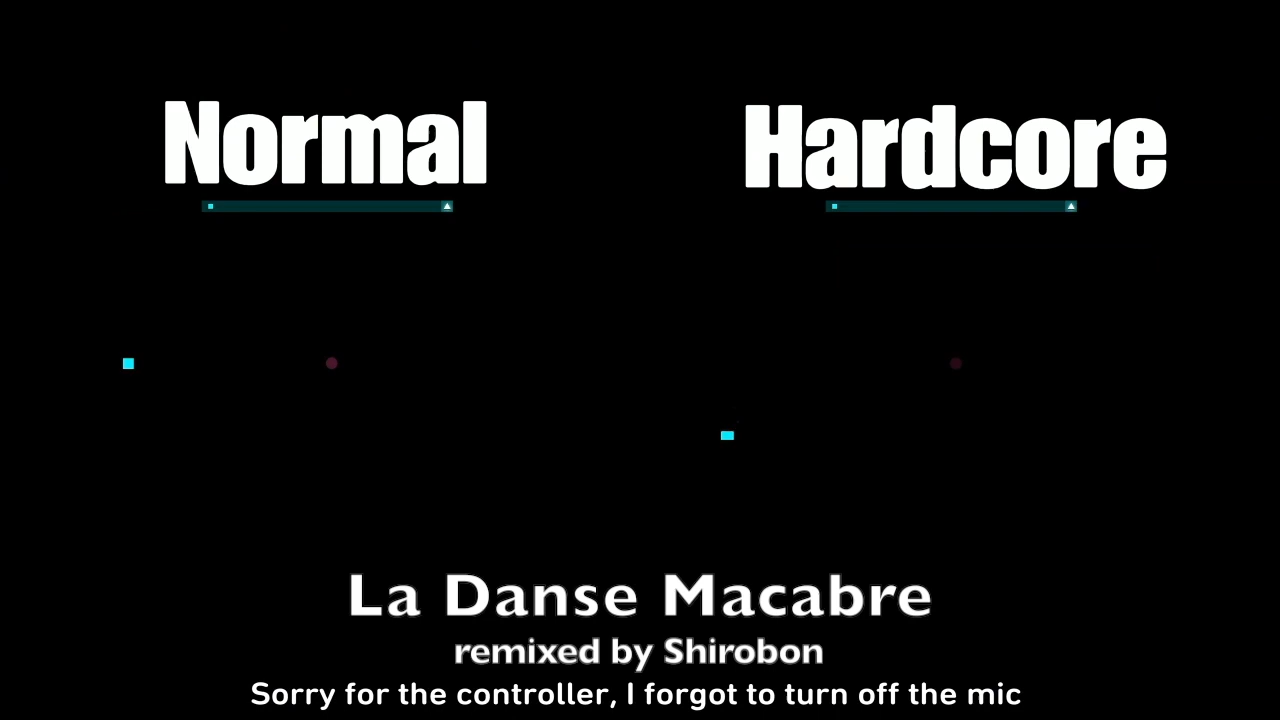 Normal
Hardcore
La Danse Macabre
remixed by Shirobon
Sorry for the controller, I forgot to turn off the mic